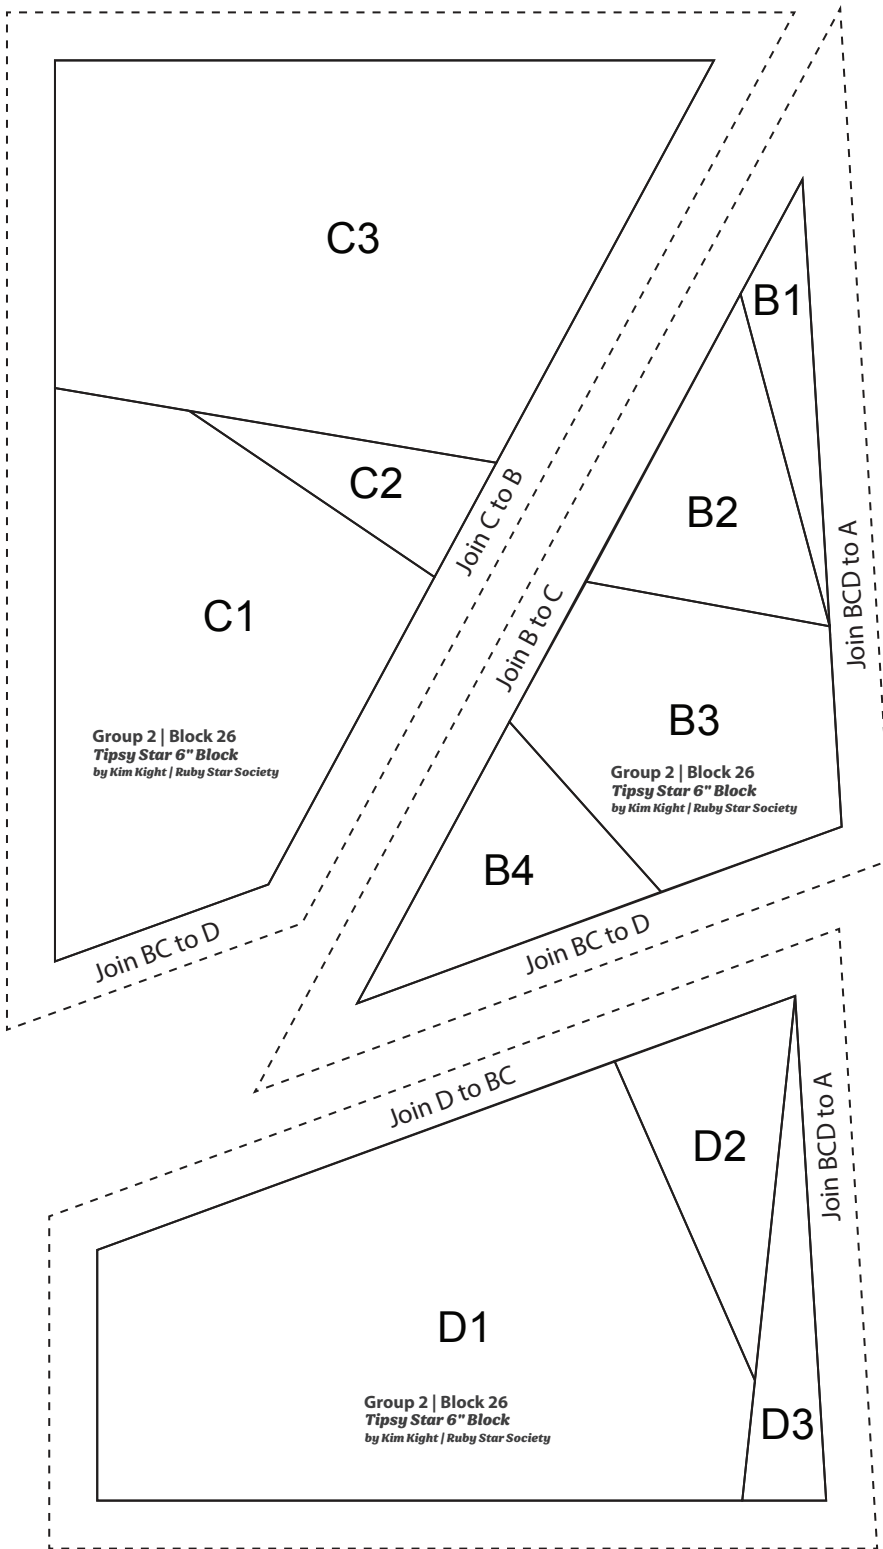 C3
B1
C2
Join C to B
B2
Join BCD to A
Join B to C
C1
B3
Group 2 | Block 26
Tipsy Star 6" Block
by Kim Kight | Ruby Star Society
Group 2 | Block 26
Tipsy Star 6" Block
by Kim Kight | Ruby Star Society
B4
Join BC to D
Join BC to D
Join D to BC
D2
Join BCD to A
D1
Group 2 | Block 26
Tipsy Star 6" Block
by Kim Kight | Ruby Star Society
D3